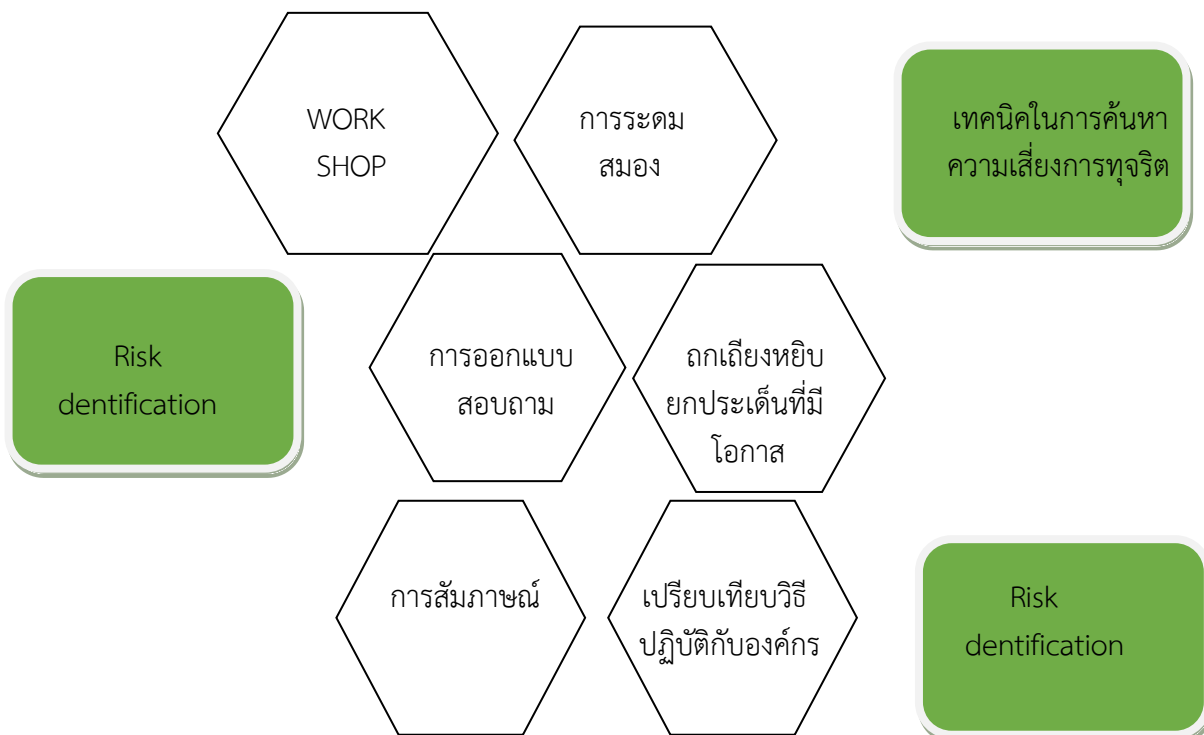 WORK
SHOP
การระดม
สมอง
เทคนิคในการค้นหา
ความเสี่ยงการทุจริต
Risk
dentification
การออกแบบ
สอบถาม
ถกเถียงหยิบ
ยกประเด็นที่มี
โอกาส
การสัมภาษณ์
เปรียบเทียบวิธี
ปฏิบัติกับองค์กร
Risk
dentification